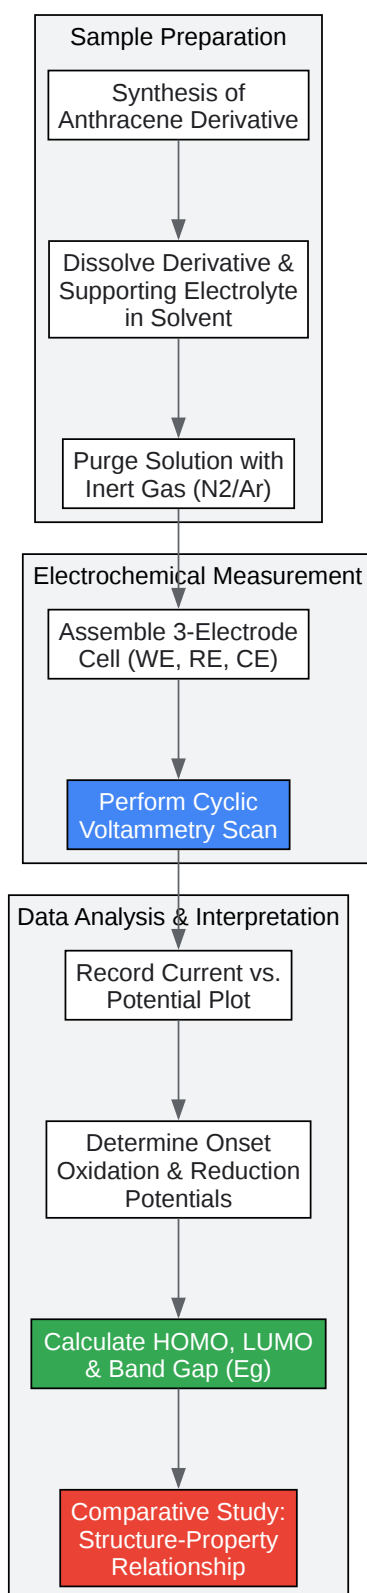 Sample Preparation
Synthesis of
Anthracene Derivative
Dissolve Derivative &
Supporting Electrolyte
in Solvent
Purge Solution with
Inert Gas (N2/Ar)
Electrochemical Measurement
Assemble 3-Electrode
Cell (WE, RE, CE)
Perform Cyclic
Voltammetry Scan
Data Analysis & Interpretation
Record Current vs.
Potential Plot
Determine Onset
Oxidation & Reduction
Potentials
Calculate HOMO, LUMO
& Band Gap (Eg)
Comparative Study:
Structure-Property
Relationship